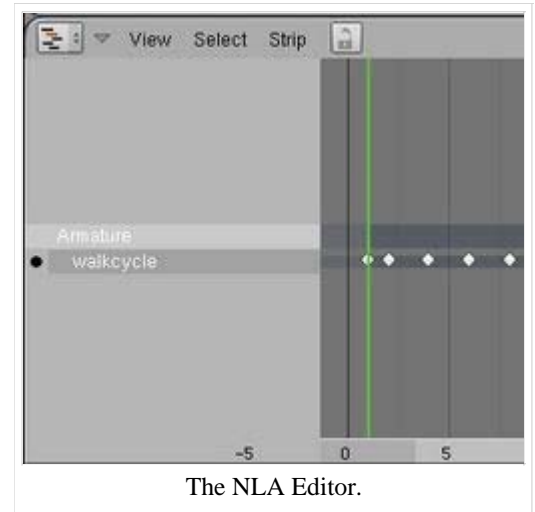 View Select Strip
Armature
walkcycle
-5 0 5
The NLA Editor.